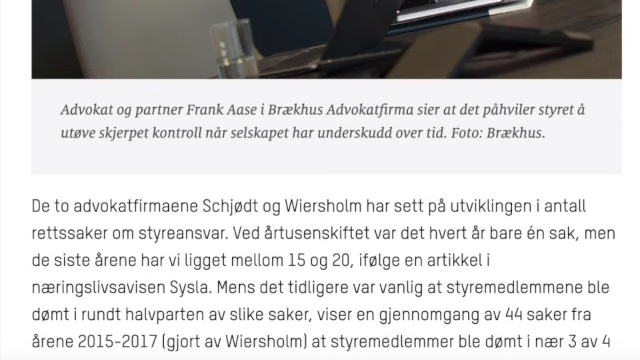 Advokat og partner Frank Aase i Brækhus Advokatfirma sier at det påhviler styret å
utøve skjerpet kontroll når selskapet har underskudd over tid. Foto: Brækhus.
De to advokatfirmaene Schjødt og Wiersholm har sett på utviklingen i antall
rettssaker om styreansvar. Ved årtusenskiftet var det hvert år bare én sak, men
de siste årene har vi ligget mellom 15 og 20, ifølge en artikkel i
næringslivsavisen Sysla. Mens det tidligere var vanlig at styremedlemmene ble
dømt i rundt halvparten av slike saker, viser en gjennomgang av 44 saker fra
årene 2015-2017 (gjort av Wiersholm) at styremedlemmer ble dømt i nær 3 av 4